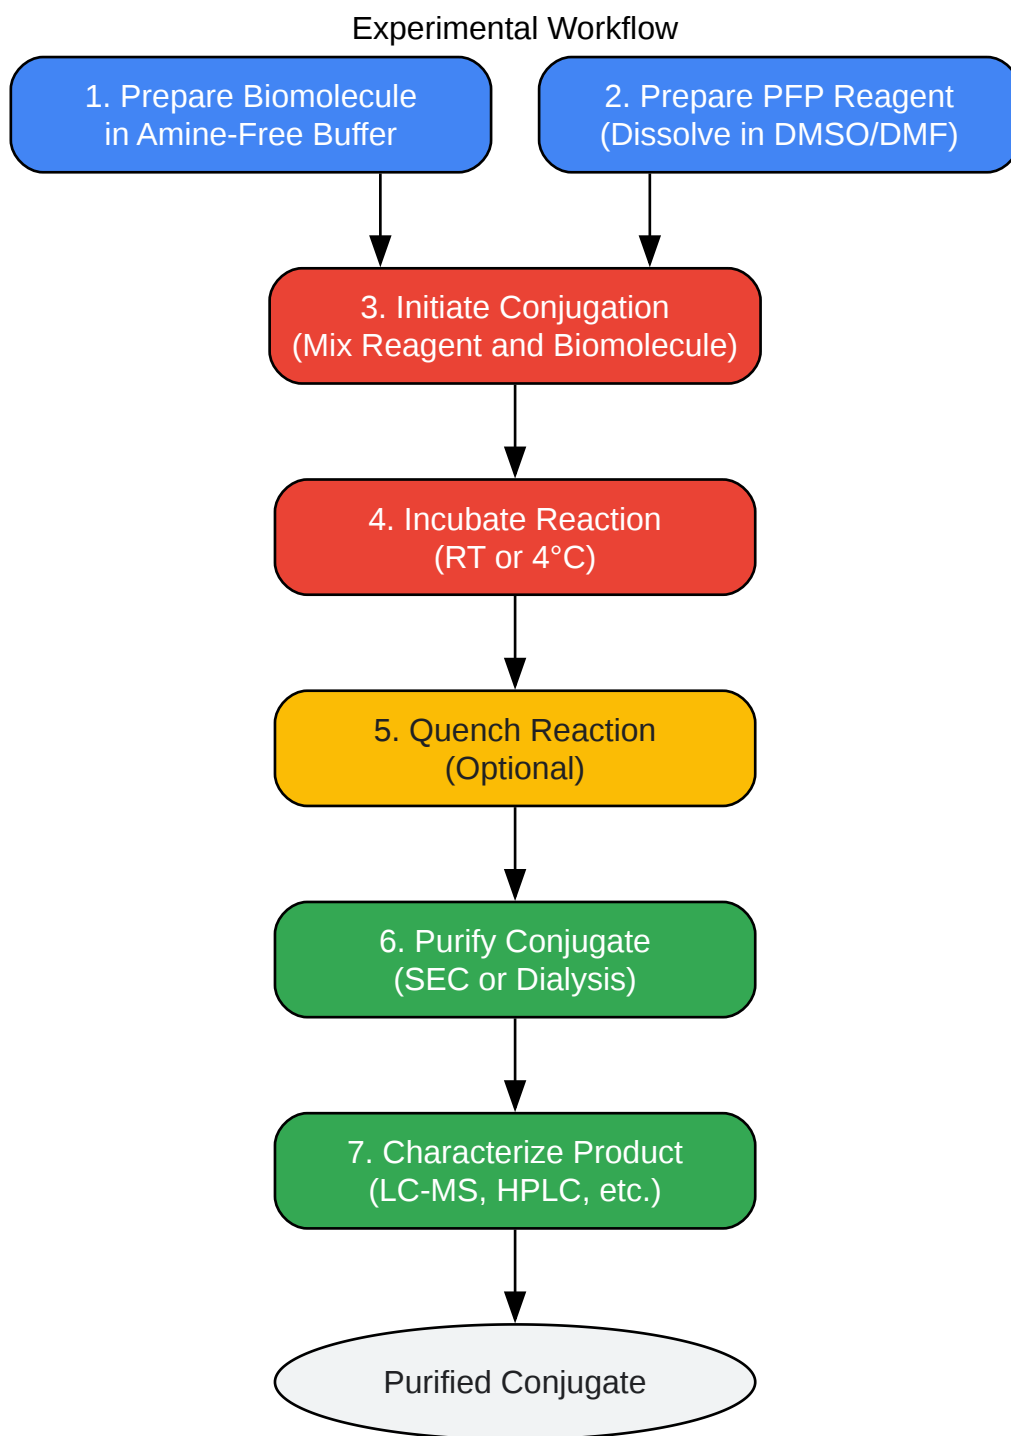 Experimental Workflow
1. Prepare Biomolecule
in Amine-Free Buffer
2. Prepare PFP Reagent
(Dissolve in DMSO/DMF)
3. Initiate Conjugation
(Mix Reagent and Biomolecule)
4. Incubate Reaction
(RT or 4°C)
5. Quench Reaction
(Optional)
6. Purify Conjugate
(SEC or Dialysis)
7. Characterize Product
(LC-MS, HPLC, etc.)
Purified Conjugate